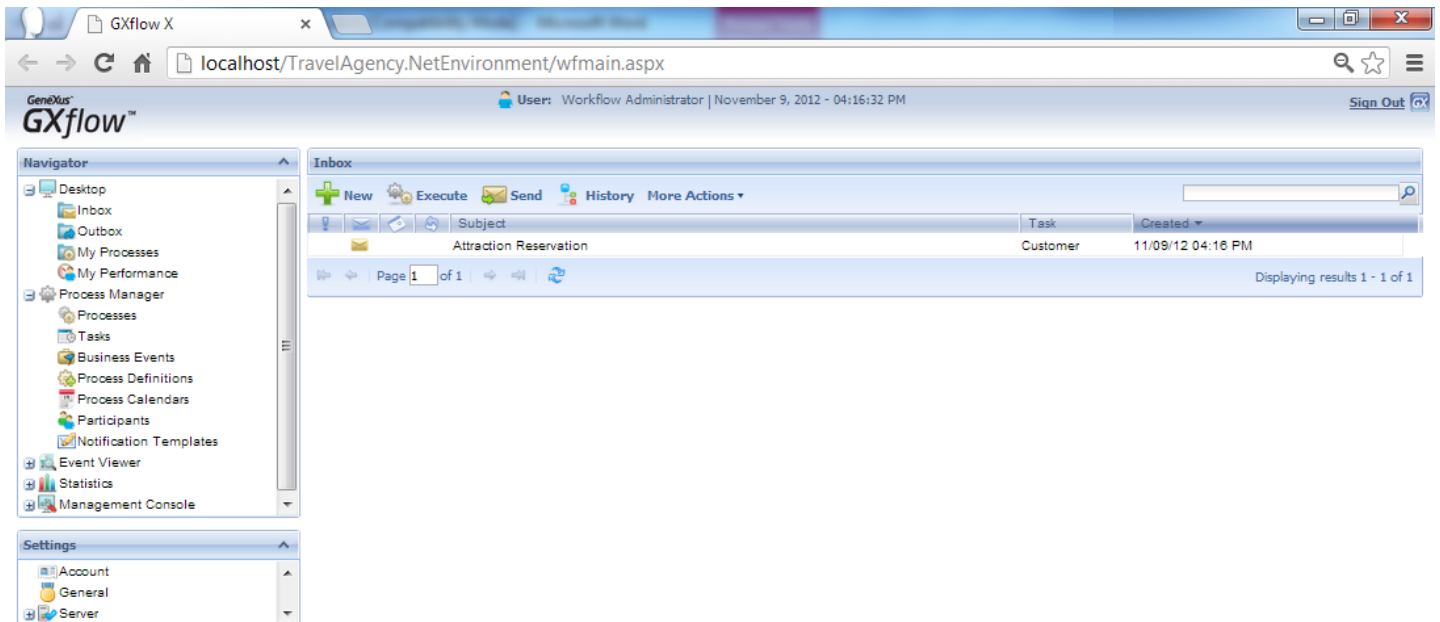 GXflow X
localhost/TravelAgency.NetEnvironment/wfmain.aspx
GeneXus™
GXflow™
User: Workflow Administrator | November 9, 2012 - 04:16:32 PM
Sign Out
Navigator
Desktop
Inbox
Outbox
My Processes
My Performance
Process Manager
Processes
Tasks
Business Events
Process Definitions
Process Calendars
Participants
Notification Templates
Event Viewer
Statistics
Management Console
Settings
Account
General
Server
Inbox
New Execute Send History More Actions
Subject Task Created
Attraction Reservation Customer 11/09/12 04:16 PM
Page 1 of 1
Displaying results 1 - 1 of 1